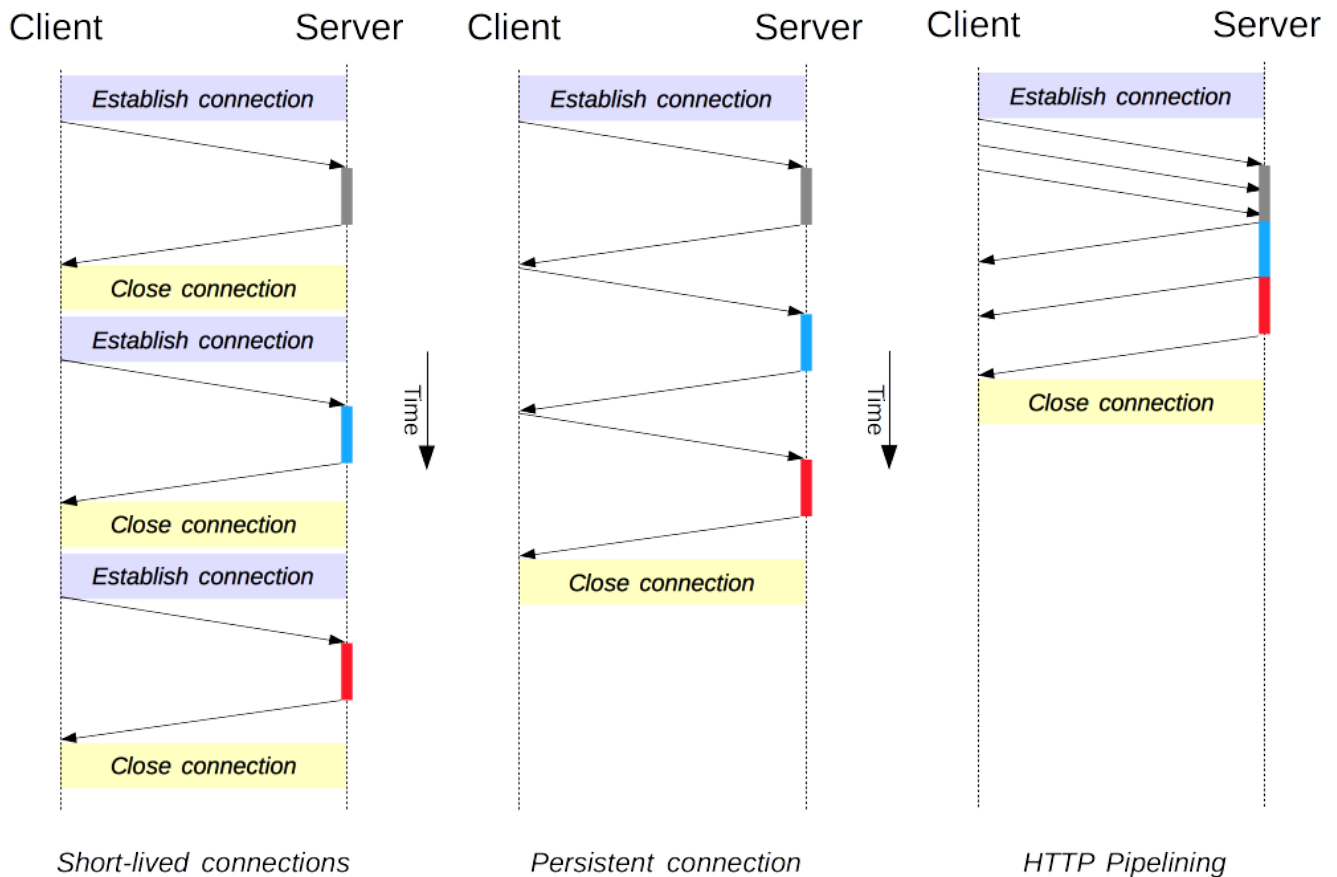 Client Server Client Server Client Server
Establish connection
Close connection
Establish connection
Close connection
Establish connection
Close connection
Time
Short-lived connections
Establish connection
Close connection
Time
Persistent connection
Establish connection
Close connection
HTTP Pipelining